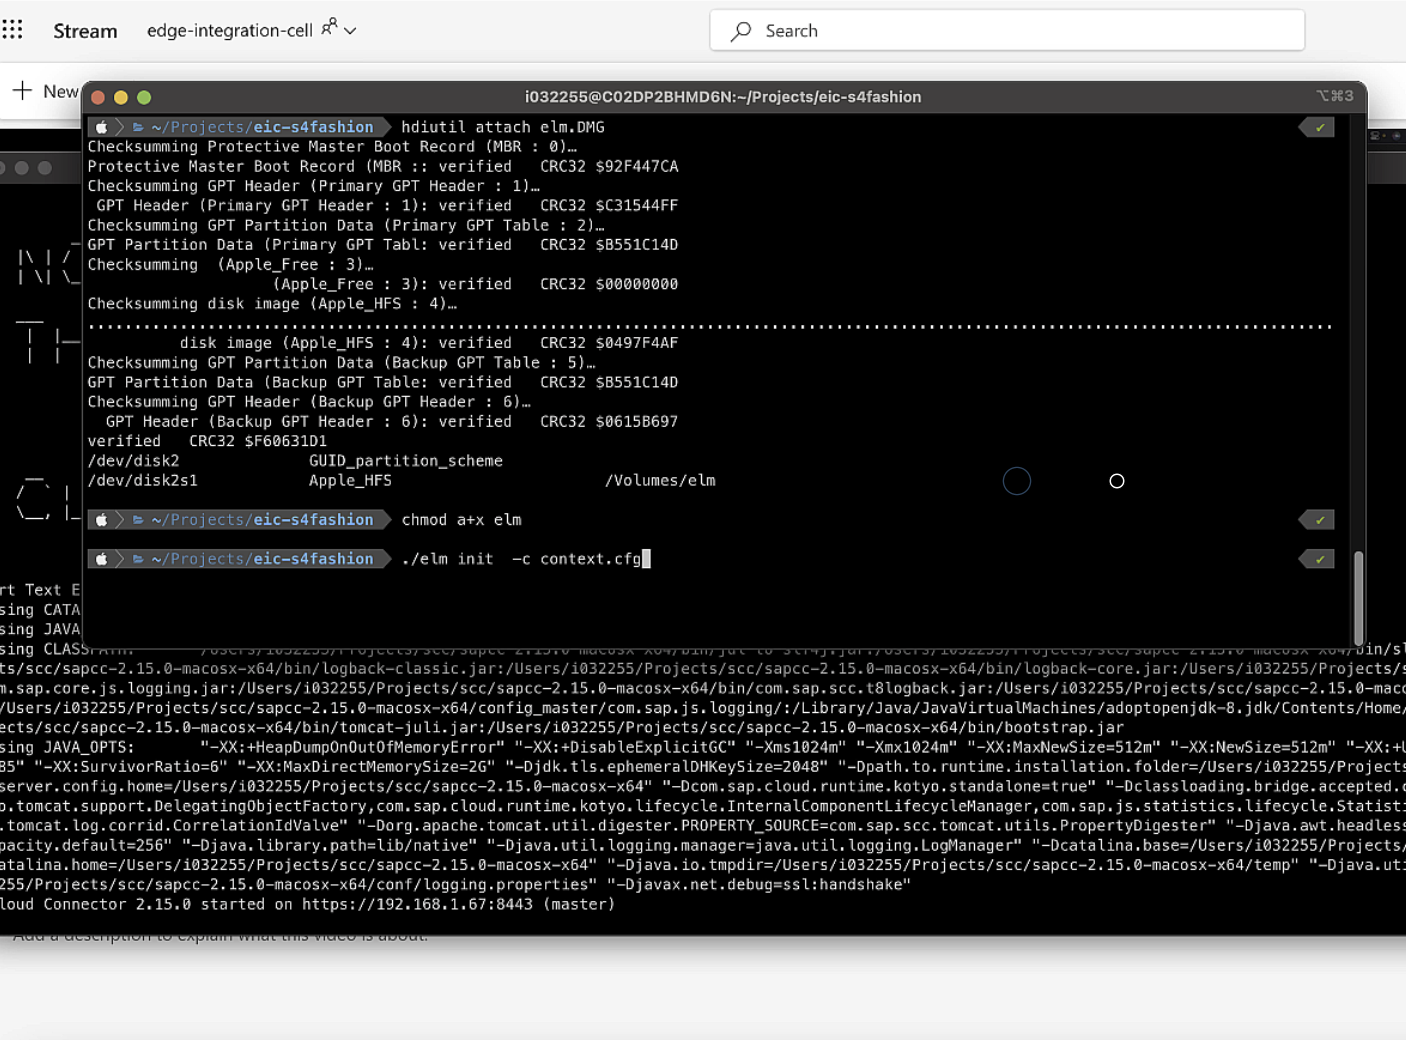 Stream
edge-integration-cell
Search
New
i032255@C02DP2BHMD6N:~/Projects/eic-s4fashion
⌥⌘3
~/Projects/eic-s4fashion hdiutil attach elm.DMG ✔
Checksumming Protective Master Boot Record (MBR : 0)…
Protective Master Boot Record (MBR :: verified CRC32 $92F447CA
Checksumming GPT Header (Primary GPT Header : 1)…
GPT Header (Primary GPT Header : 1): verified CRC32 $C31544FF
Checksumming GPT Partition Data (Primary GPT Table : 2)…
GPT Partition Data (Primary GPT Tabl: verified CRC32 $B551C14D
Checksumming (Apple_Free : 3)…
(Apple_Free : 3): verified CRC32 $00000000
Checksumming disk image (Apple_HFS : 4)…
disk image (Apple_HFS : 4): verified CRC32 $0497F4AF
Checksumming GPT Partition Data (Backup GPT Table : 5)…
GPT Partition Data (Backup GPT Table: verified CRC32 $B551C14D
Checksumming GPT Header (Backup GPT Header : 6)…
GPT Header (Backup GPT Header : 6): verified CRC32 $0615B697
verified CRC32 $F60631D1
/dev/disk2 GUID_partition_scheme
/dev/disk2s1 Apple_HFS /Volumes/elm
~/Projects/eic-s4fashion chmod a+x elm ✔
~/Projects/eic-s4fashion ./elm init -c context.cfg ✔
rt Text E
sing CATA
sing JAVA
sing CLASSPATH:
ts/scc/sapcc-2.15.0-macosx-x64/bin/logback-classic.jar:/Users/i032255/Projects/scc/sapcc-2.15.0-macosx-x64/bin/logback-core.jar:/Users/i032255/Projects/s
m.sap.core.js.logging.jar:/Users/i032255/Projects/scc/sapcc-2.15.0-macosx-x64/bin/com.sap.scc.t8logback.jar:/Users/i032255/Projects/scc/sapcc-2.15.0-maco
/Users/i032255/Projects/scc/sapcc-2.15.0-macosx-x64/config_master/com.sap.js.logging/:/Library/Java/JavaVirtualMachines/adoptopenjdk-8.jdk/Contents/Home/
ects/scc/sapcc-2.15.0-macosx-x64/bin/tomcat-juli.jar:/Users/i032255/Projects/scc/sapcc-2.15.0-macosx-x64/bin/bootstrap.jar
sing JAVA_OPTS: "-XX:+HeapDumpOnOutOfMemoryError" "-XX:+DisableExplicitGC" "-Xms1024m" "-Xmx1024m" "-XX:MaxNewSize=512m" "-XX:NewSize=512m" "-XX:+U
85" "-XX:SurvivorRatio=6" "-XX:MaxDirectMemorySize=2G" "-Djdk.tls.ephemeralDHKeySize=2048" "-Dpath.to.runtime.installation.folder=/Users/i032255/Projects
server.config.home=/Users/i032255/Projects/scc/sapcc-2.15.0-macosx-x64" "-Dcom.sap.cloud.runtime.kotyo.standalone=true" "-Dclassloading.bridge.accepted.c
o.tomcat.support.DelegatingObjectFactory,com.sap.cloud.runtime.kotyo.lifecycle.InternalComponentLifecycleManager,com.sap.js.statistics.lifecycle.Statisti
.tomcat.log.corrid.CorrelationIdValve" "-Dorg.apache.tomcat.util.digester.PROPERTY_SOURCE=com.sap.scc.tomcat.utils.PropertyDigester" "-Djava.awt.headless
pacity.default=256" "-Djava.library.path=lib/native" "-Djava.util.logging.manager=java.util.logging.LogManager" "-Dcatalina.base=/Users/i032255/Projects/
atalina.home=/Users/i032255/Projects/scc/sapcc-2.15.0-macosx-x64" "-Djava.io.tmpdir=/Users/i032255/Projects/scc/sapcc-2.15.0-macosx-x64/temp" "-Djava.uti
255/Projects/scc/sapcc-2.15.0-macosx-x64/conf/logging.properties" "-Djavax.net.debug=ssl:handshake"
loud Connector 2.15.0 started on https://192.168.1.67:8443 (master)
Add a description to explain what this video is about.